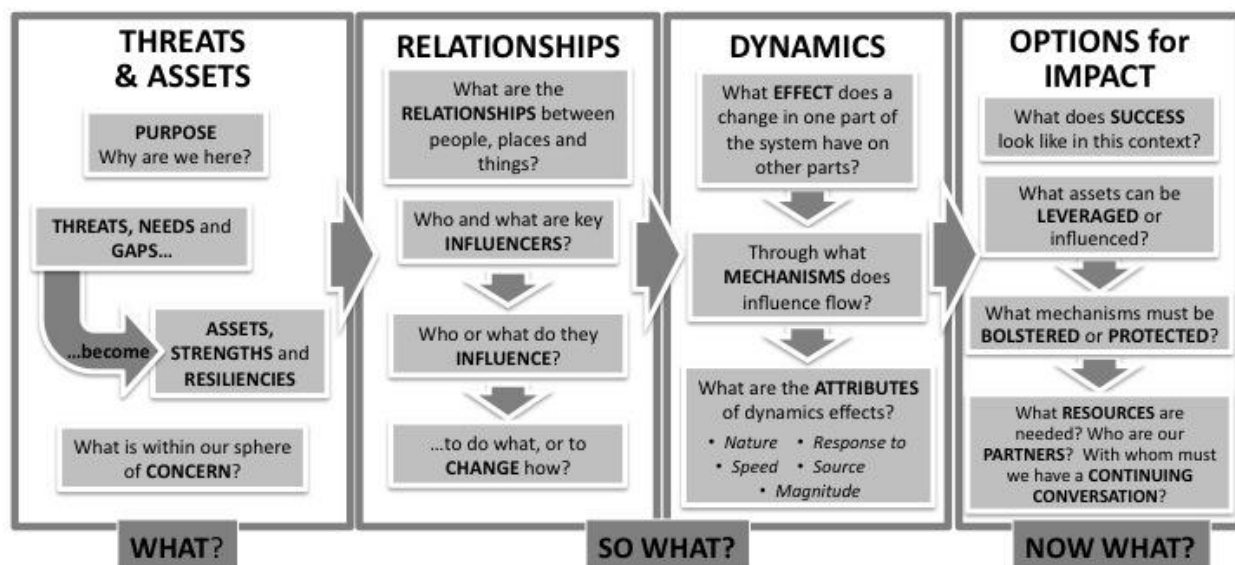 THREATS
& ASSETS
PURPOSE
Why are we here?
THREATS, NEEDS and
GAPS...
...become
ASSETS,
STRENGTHS and
RESILIENCIES
What is within our sphere
of CONCERN?
WHAT?
RELATIONSHIPS
What are the
RELATIONSHIPS between
people, places and
things?
Who and what are key
INFLUENCERS?
Who or what do they
INFLUENCE?
...to do what, or to
CHANGE how?
DYNAMICS
What EFFECT does a
change in one part of
the system have on
other parts?
Through what
MECHANISMS does
influence flow?
What are the ATTRIBUTES
of dynamics effects?
• Nature • Response to
• Speed • Source
• Magnitude
SO WHAT?
OPTIONS for
IMPACT
What does SUCCESS
look like in this context?
What assets can be
LEVERAGED or
influenced?
What mechanisms must be
BOLSTERED or PROTECTED?
What RESOURCES are
needed? Who are our
PARTNERS? With whom must
we have a CONTINUING
CONVERSATION?
NOW WHAT?